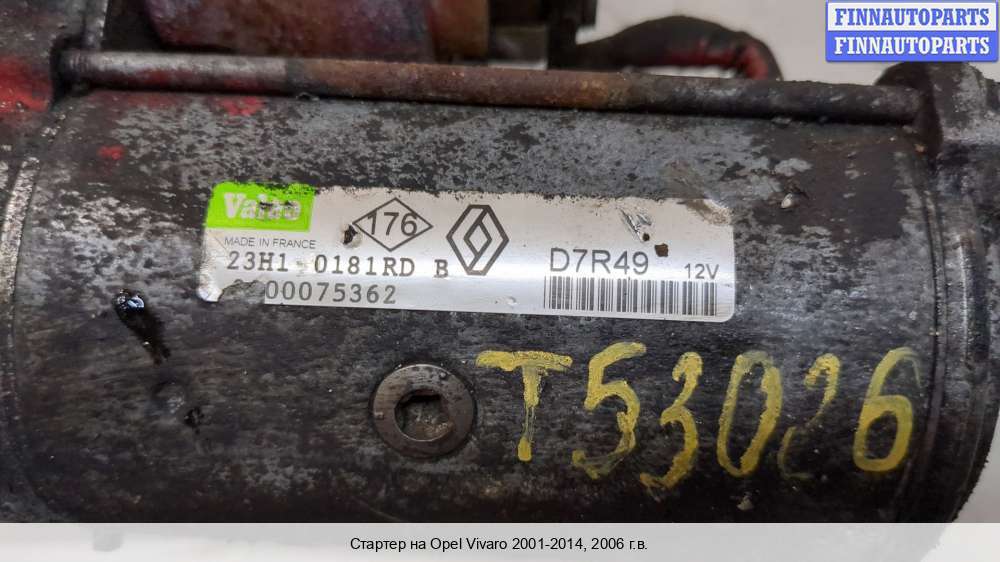 FINNAUTOPARTS
FINNAUTOPARTS
Valeo
176
MADE IN FRANCE
23H1 0181RD B
D7R49
12V
00075362
T53026
Стартер на Opel Vivaro 2001-2014, 2006 г.в.